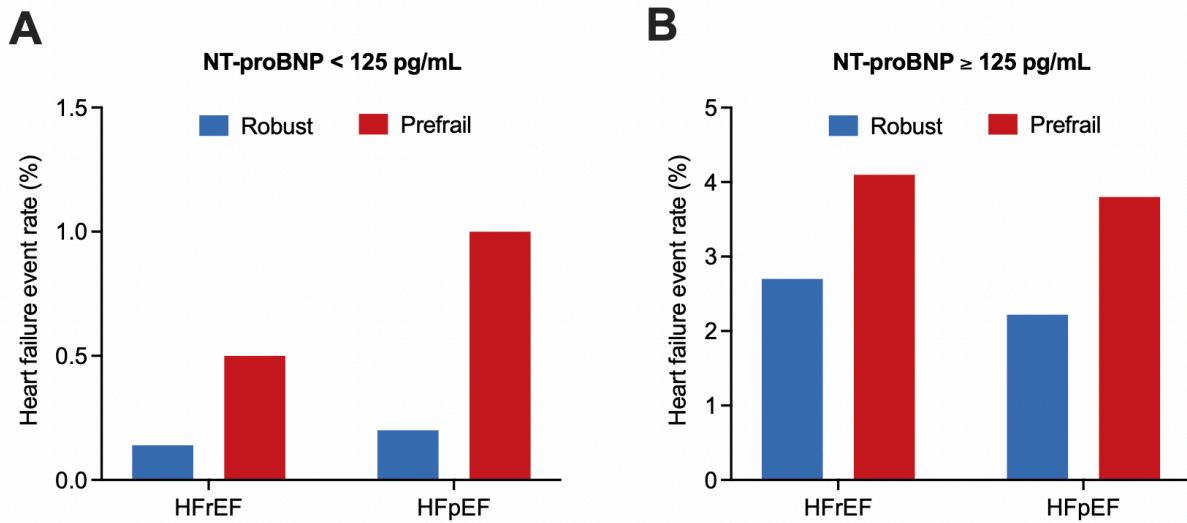 A
NT-proBNP < 125 pg/mL
Robust Prefrail
Heart failure event rate (%)
1.5
1.0
0.5
0.0
HFrEF HFpEF
B
NT-proBNP ≥ 125 pg/mL
Robust Prefrail
Heart failure event rate (%)
5
4
3
2
1
0
HFrEF HFpEF